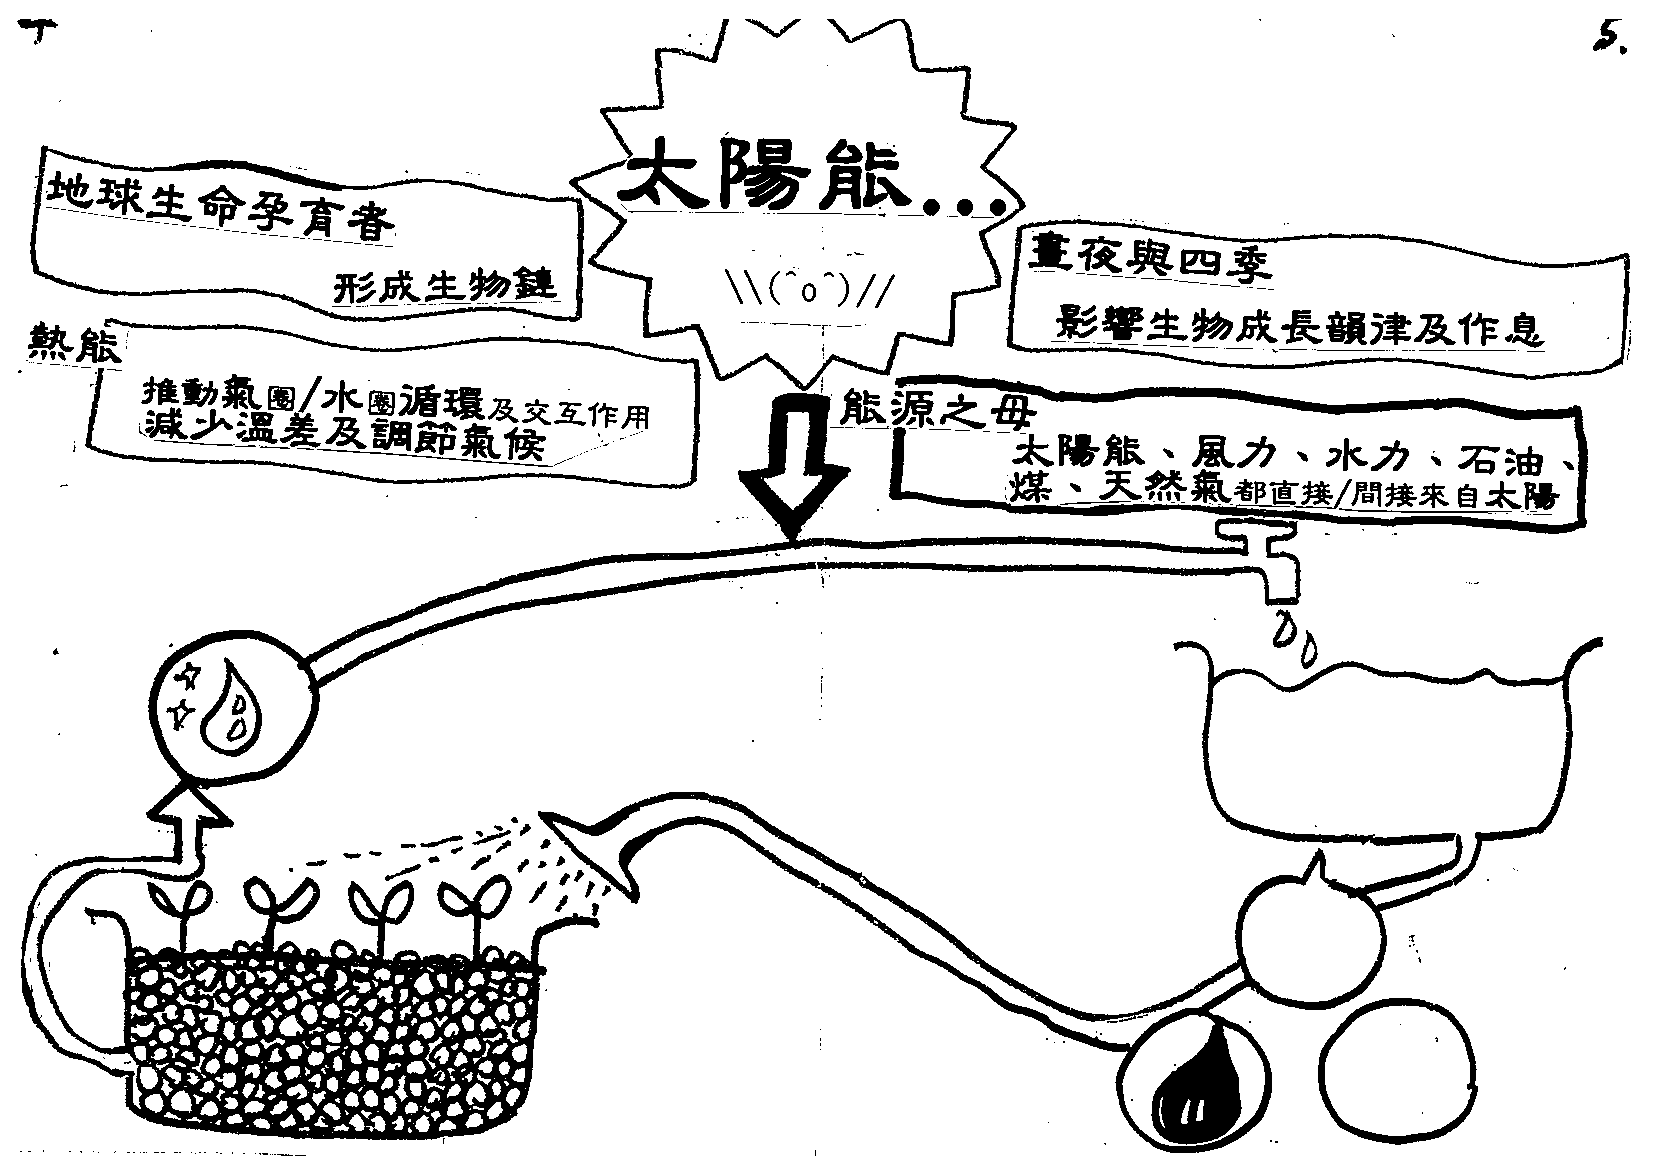 5.
太陽能...
\\(ˆoˆ)//
地球生命孕育者
形成生物鏈
晝夜與四季
影響生物成長韻律及作息
熱能
推動氣圈/水圈循環及交互作用
減少溫差及調節氣候
能源之母
太陽能、風力、水力、石油、
煤、天然氣都直接/間接來自太陽